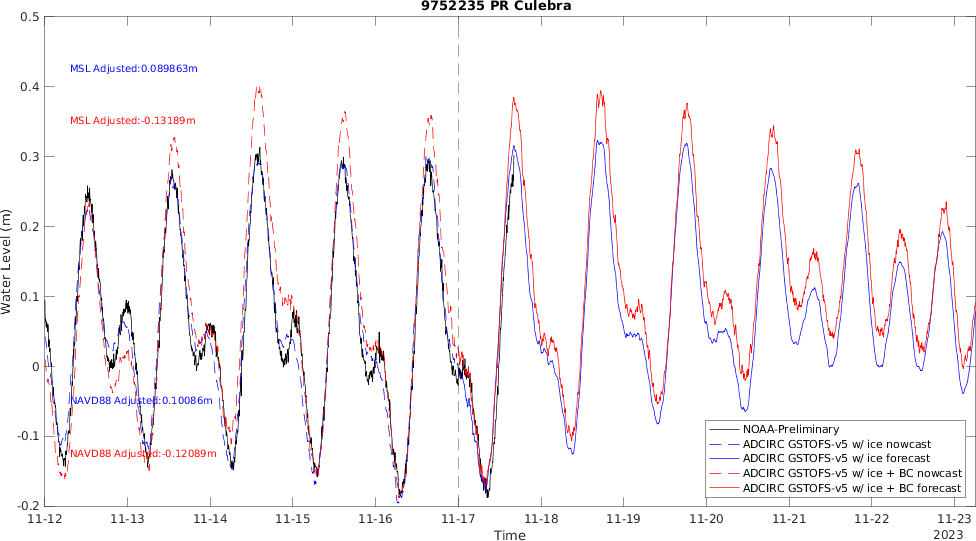 9752235 PR Culebra
0.5
0.4
0.3
0.2
0.1
0
-0.1
-0.2
Water Level (m)
MSL Adjusted:0.089863m
MSL Adjusted:-0.13189m
NAVD88 Adjusted:0.10086m
NAVD88 Adjusted:-0.12089m
NOAA-Preliminary
ADCIRC GSTOFS-v5 w/ ice nowcast
ADCIRC GSTOFS-v5 w/ ice forecast
ADCIRC GSTOFS-v5 w/ ice + BC nowcast
ADCIRC GSTOFS-v5 w/ ice + BC forecast
11-12 11-13 11-14 11-15 11-16 11-17 11-18 11-19 11-20 11-21 11-22 11-23
2023
Time